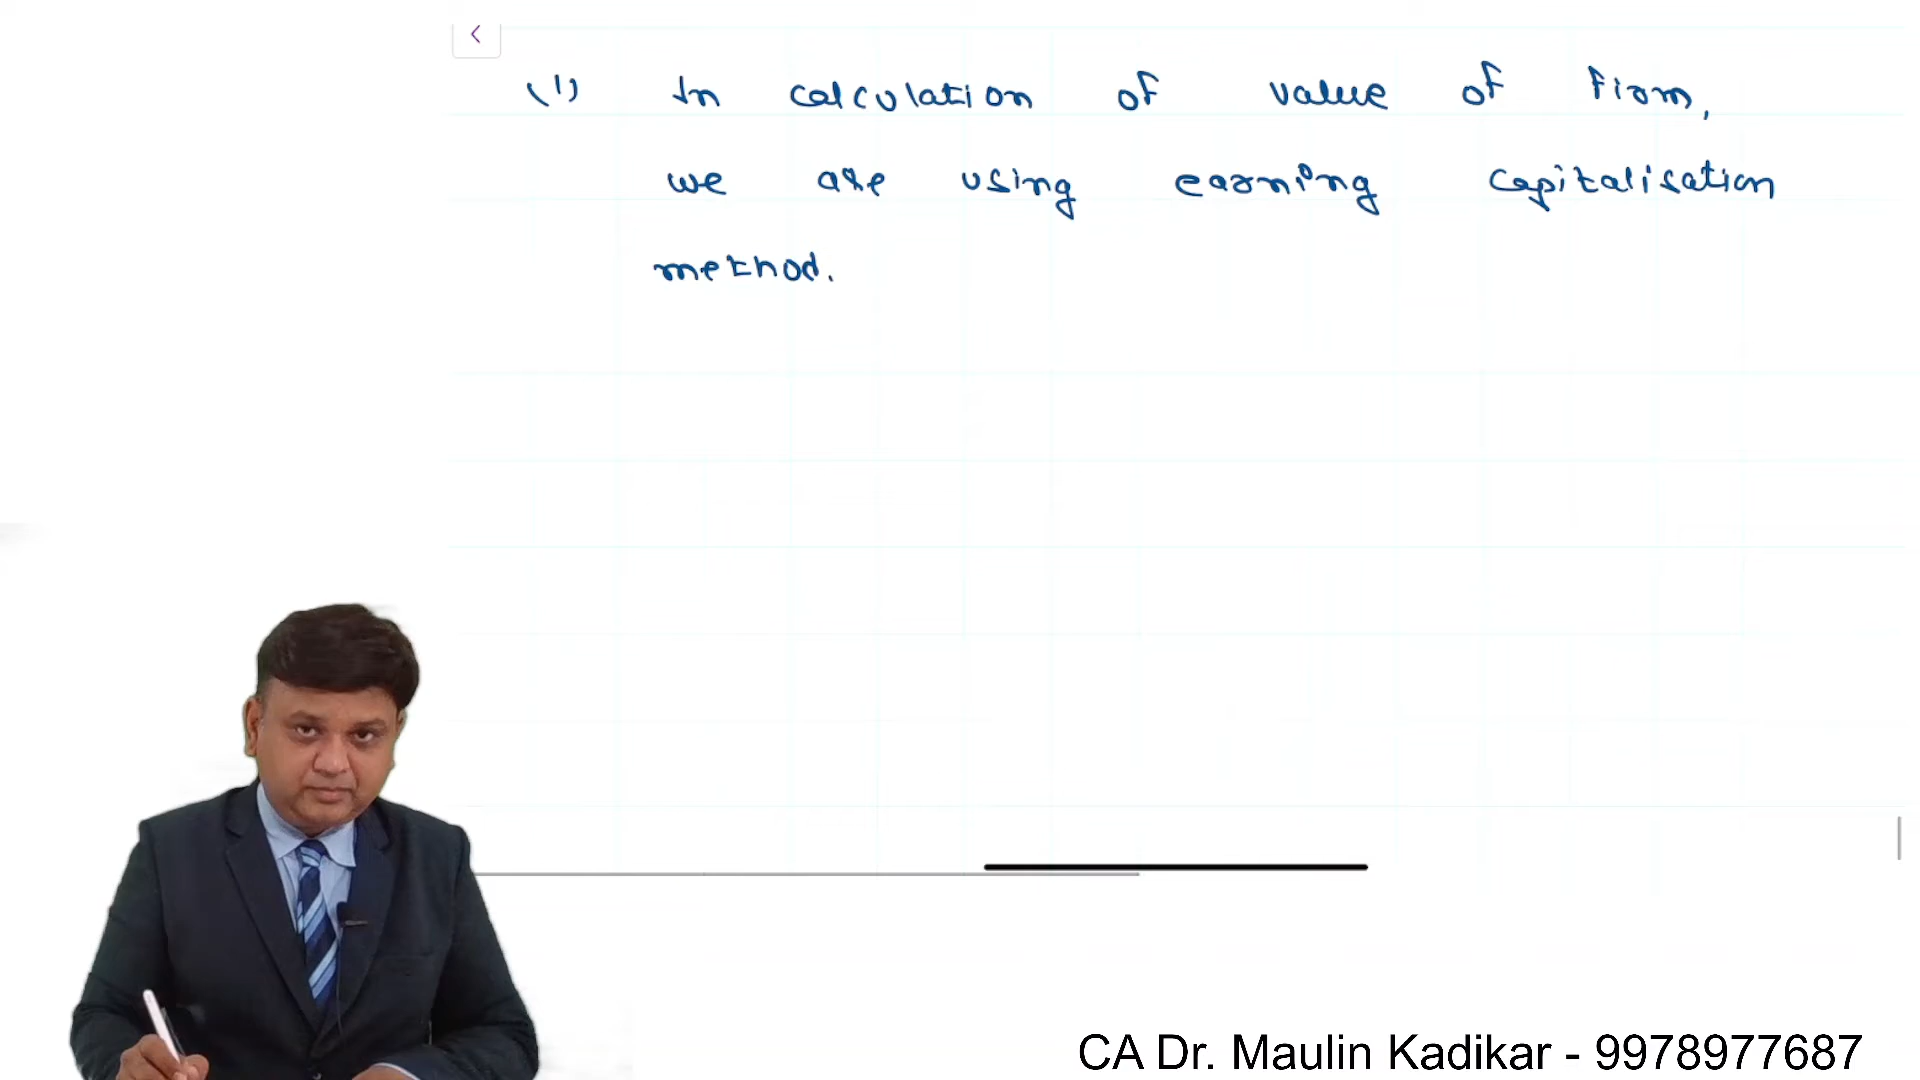 (1) In calculation of value of Firm,
we are using earning capitalisation
method.
CA Dr. Maulin Kadikar - 9978977687